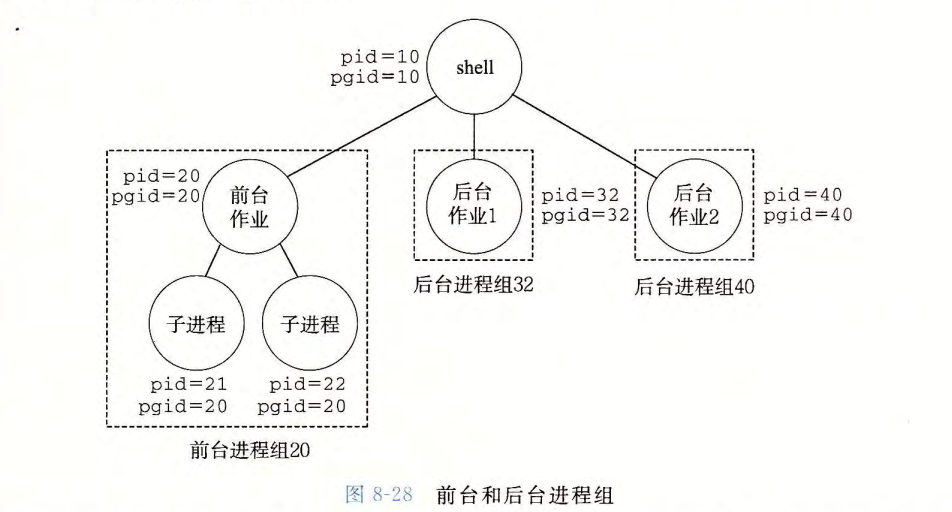 pid=10
pgid=10
shell
pid=20
pgid=20
前台
作业
后台
作业1
pid=32
pgid=32
后台
作业2
pid=40
pgid=40
后台进程组32
后台进程组40
子进程
子进程
pid=21
pgid=20
pid=22
pgid=20
前台进程组20
图 8-28 前台和后台进程组